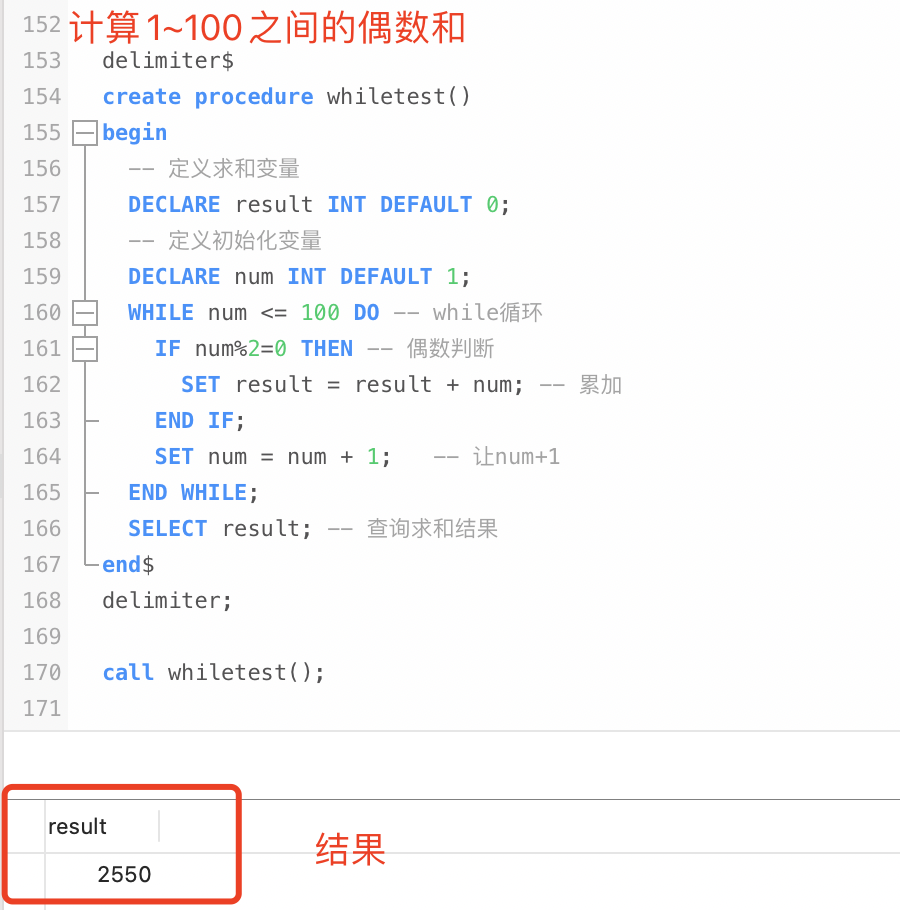 152 计算1~100之间的偶数和
153 delimiter$
154 create procedure whiletest()
155 begin
156 -- 定义求和变量
157 DECLARE result INT DEFAULT 0;
158 -- 定义初始化变量
159 DECLARE num INT DEFAULT 1;
160 WHILE num <= 100 DO -- while循环
161 IF num%2=0 THEN -- 偶数判断
162 SET result = result + num; -- 累加
163 END IF;
164 SET num = num + 1; -- 让num+1
165 END WHILE;
166 SELECT result; -- 查询求和结果
167 end$
168 delimiter;
169
170 call whiletest();
171
result
结果
2550